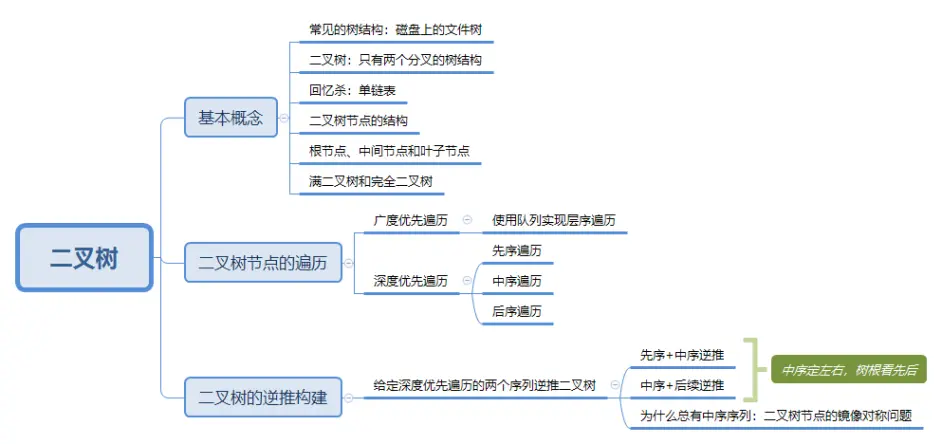 常见的树结构：磁盘上的文件树
二叉树：只有两个分叉的树结构
回忆杀：单链表
基本概念
二叉树节点的结构
根节点、中间节点和叶子节点
满二叉树和完全二叉树
二叉树
二叉树节点的遍历
广度优先遍历
使用队列实现层序遍历
深度优先遍历
先序遍历
中序遍历
后序遍历
二叉树的逆推构建
给定深度优先遍历的两个序列逆推二叉树
先序+中序逆推
中序+后续逆推
中序定左右，树根看先后
为什么总有中序序列：二叉树节点的镜像对称问题